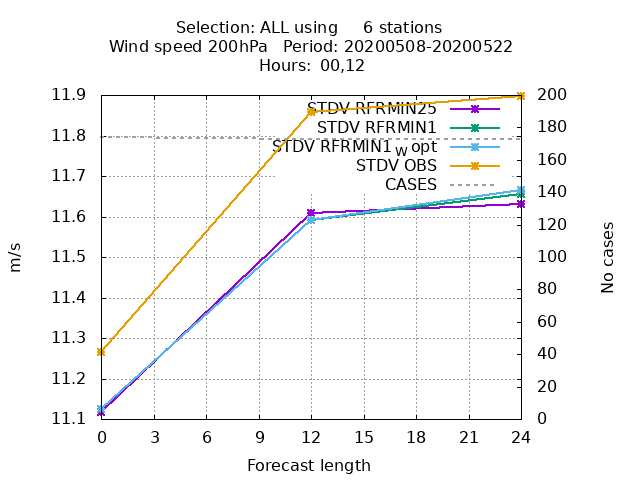 Selection: ALL using     6 stations
Wind speed 200hPa   Period: 20200508-20200522
Hours: 00,12
11.9
11.8
11.7
11.6
11.5
11.4
11.3
11.2
11.1
m/s
STDV RFRMIN25
STDV RFRMIN1
STDV RFRMIN1_W opt
STDV OBS
CASES
200
180
160
140
120
100
80
60
40
20
0
No cases
0 3 6 9 12 15 18 21 24
Forecast length